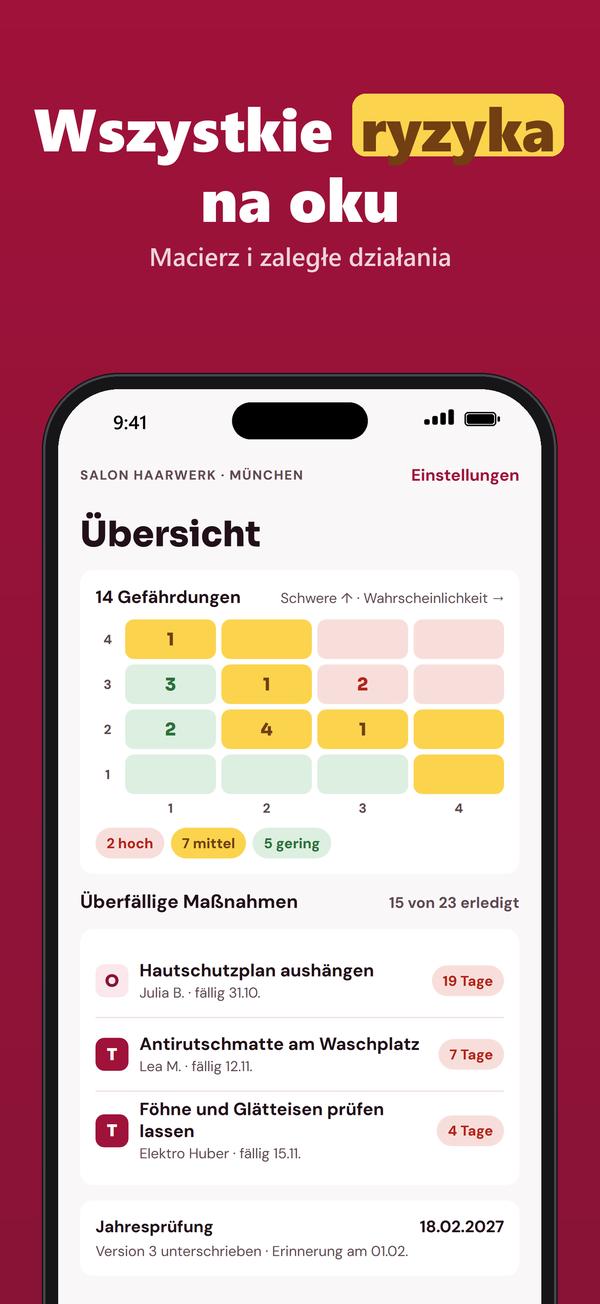 Wszystkie ryzyka
na oku
Macierz i zaległe działania
9:41
SALON HAARWERK · MÜNCHEN Einstellungen
Übersicht
14 Gefährdungen Schwere ↑ · Wahrscheinlichkeit →
4 1
3 3 1 2
2 2 4 1
1
1 2 3 4
2 hoch 7 mittel 5 gering
Überfällige Maßnahmen 15 von 23 erledigt
O Hautschutzplan aushängen 19 Tage
Julia B. · fällig 31.10.
T Antirutschmatte am Waschplatz 7 Tage
Lea M. · fällig 12.11.
T Föhne und Glätteisen prüfen
lassen 4 Tage
Elektro Huber · fällig 15.11.
Jahresprüfung 18.02.2027
Version 3 unterschrieben · Erinnerung am 01.02.